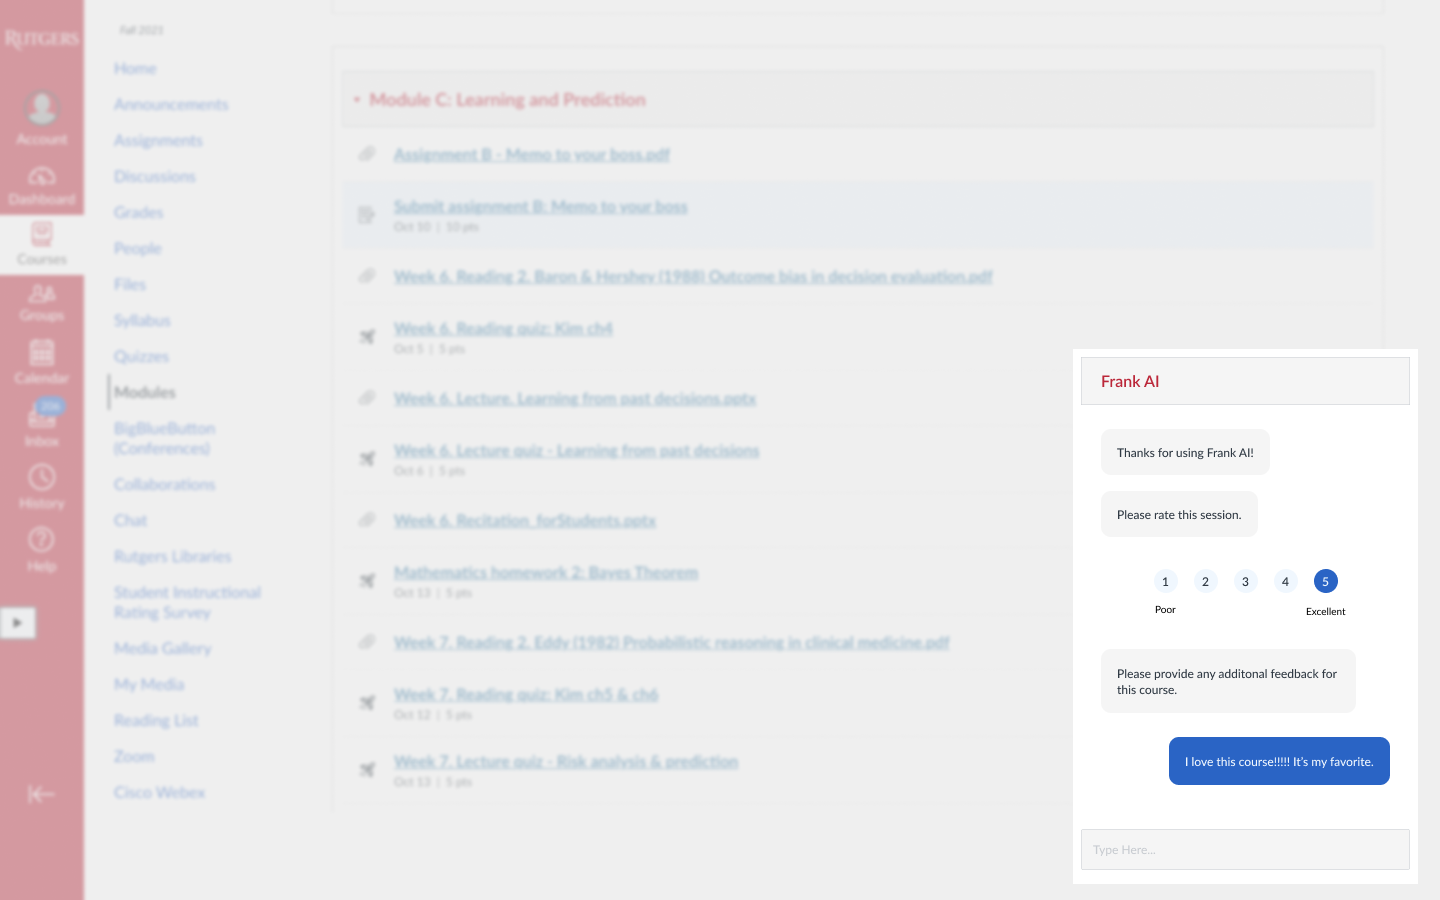 RUTGERS
Account
Dashboard
Courses
Groups
Calendar
Inbox
History
Help
Fall 2021
Home
Announcements
Assignments
Discussions
Grades
People
Files
Syllabus
Quizzes
Modules
BigBlueButton
(Conferences)
Collaborations
Chat
Rutgers Libraries
Student Instructional
Rating Survey
Media Gallery
My Media
Reading List
Zoom
Cisco Webex
Module C: Learning and Prediction
Assignment B - Memo to your boss.pdf
Submit assignment B: Memo to your boss
Oct 10 | 10 pts
Week 6. Reading 2. Baron & Hershey (1988) Outcome bias in decision evaluation.pdf
Week 6. Reading quiz: Kim ch4
Oct 5 | 5 pts
Week 6. Lecture. Learning from past decisions.pptx
Week 6. Lecture quiz - Learning from past decisions
Oct 6 | 5 pts
Week 6. Recitation_forStudents.pptx
Mathematics homework 2: Bayes Theorem
Oct 13 | 5 pts
Week 7. Reading 2. Eddy (1982) Probabilistic reasoning in clinical medicine.pdf
Week 7. Reading quiz: Kim ch5 & ch6
Oct 12 | 5 pts
Week 7. Lecture quiz - Risk analysis & prediction
Oct 13 | 5 pts
Frank AI
Thanks for using Frank AI!
Please rate this session.
1 2 3 4 5
Poor Excellent
Please provide any additonal feedback for
this course.
I love this course!!!!! It's my favorite.
Type Here...